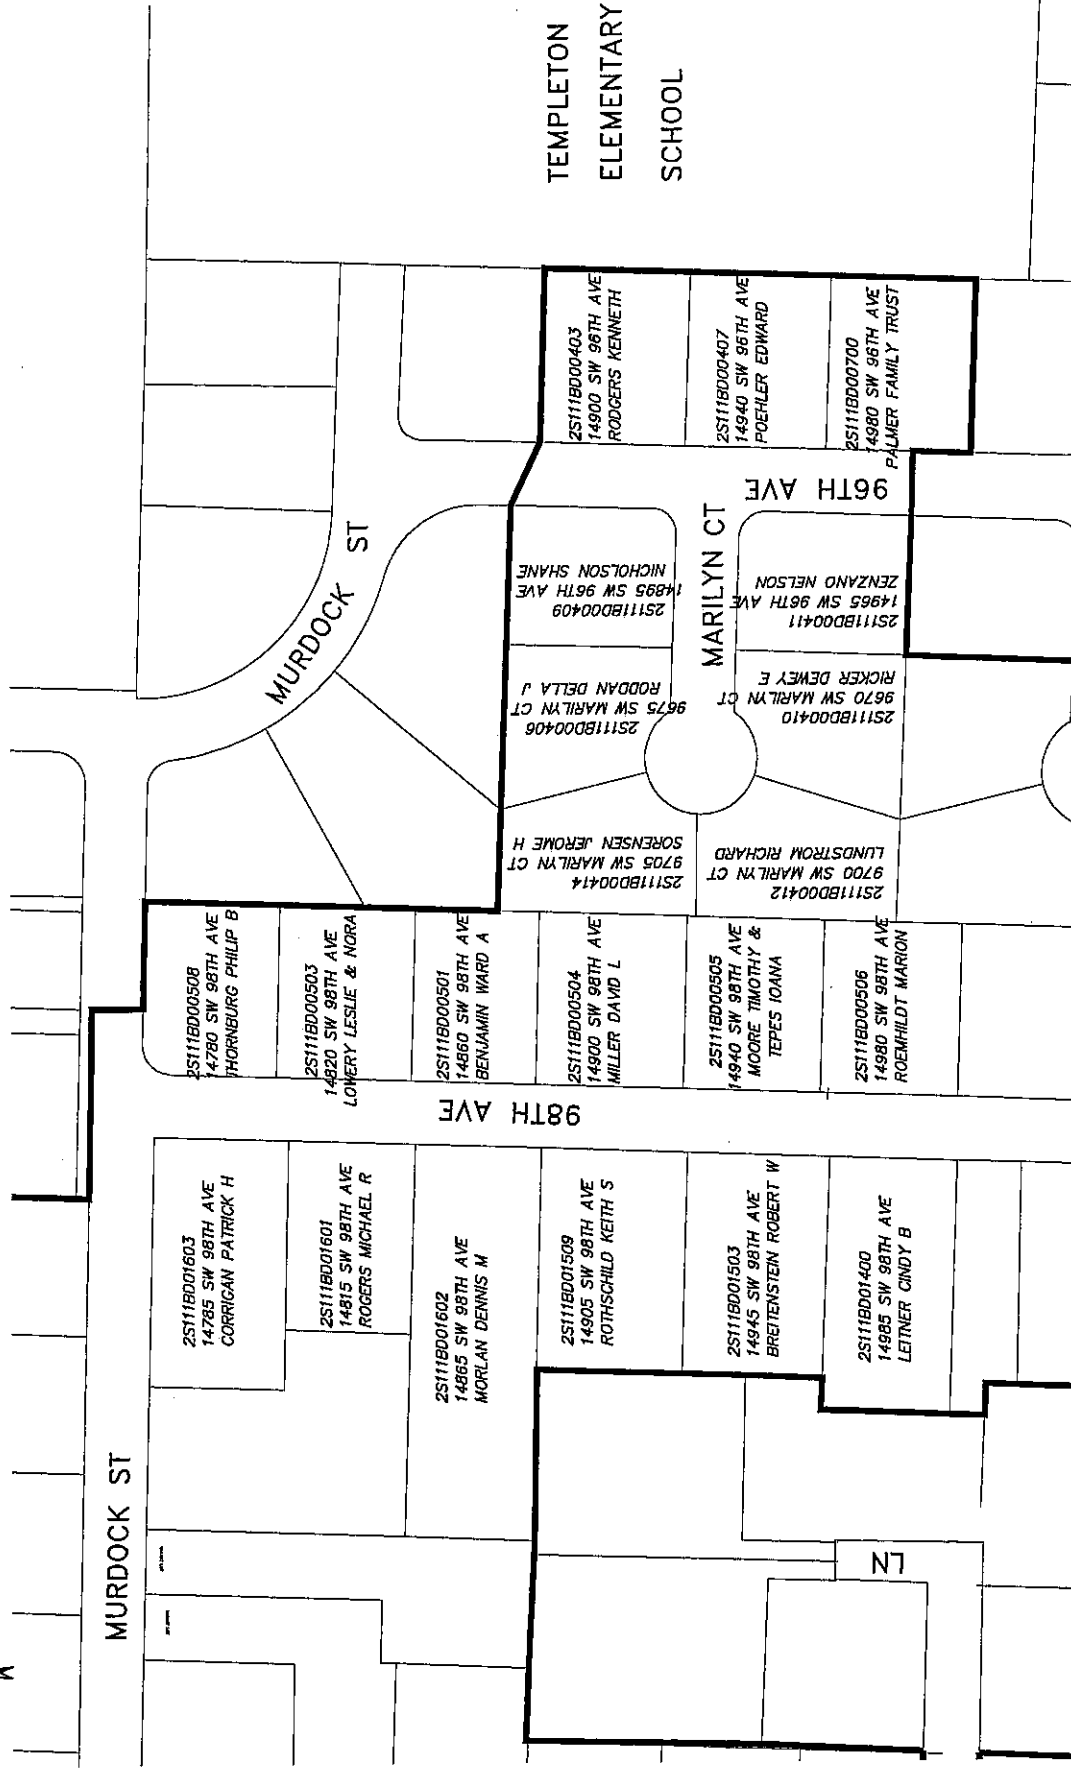 TEMPLETON
ELEMENTARY
SCHOOL
2S111BD00403
14900 SW 96TH AVE
RODGERS KENNETH
2S111BD00407
14940 SW 96TH AVE
POEHLER EDWARD
2S111BD00700
14980 SW 96TH AVE
PALMER FAMILY TRUST
96TH AVE
MURDOCK ST
MARILYN CT
2S111BD00409
14895 SW 96TH AVE
NICHOLSON SHANE
2S111BD00411
14965 SW 96TH AVE
ZENZANO NELSON
2S111BD00406
9675 SW MARILYN CT
RODDAN DELLA J
2S111BD00410
9670 SW MARILYN CT
RICKER DEWEY E
2S111BD00414
9705 SW MARILYN CT
SORENSEN JEROME H
2S111BD00412
9700 SW MARILYN CT
LUNDSTROM RICHARD
2S111BD00508
14780 SW 98TH AVE
THORNBURG PHILIP B
2S111BD00503
14820 SW 98TH AVE
LOWERY LESLIE & NORA
2S111BD00501
14860 SW 98TH AVE
BENJAMIN WARD A
2S111BD00504
14900 SW 98TH AVE
MILLER DAVID L
2S111BD00505
14940 SW 98TH AVE
MOORE TIMOTHY &
TEPES IOANA
2S111BD00506
14980 SW 98TH AVE
ROEMHILDT MARION
98TH AVE
2S111BD01603
14785 SW 98TH AVE
CORRIGAN PATRICK H
2S111BD01601
14815 SW 98TH AVE
ROGERS MICHAEL R
2S111BD01602
14865 SW 98TH AVE
MORLAN DENNIS M
2S111BD01509
14905 SW 98TH AVE
ROTHSCHILD KEITH S
2S111BD01503
14945 SW 98TH AVE
BREITENSTEIN ROBERT W
2S111BD01400
14985 SW 98TH AVE
LEITNER CINDY B
MURDOCK ST
LN